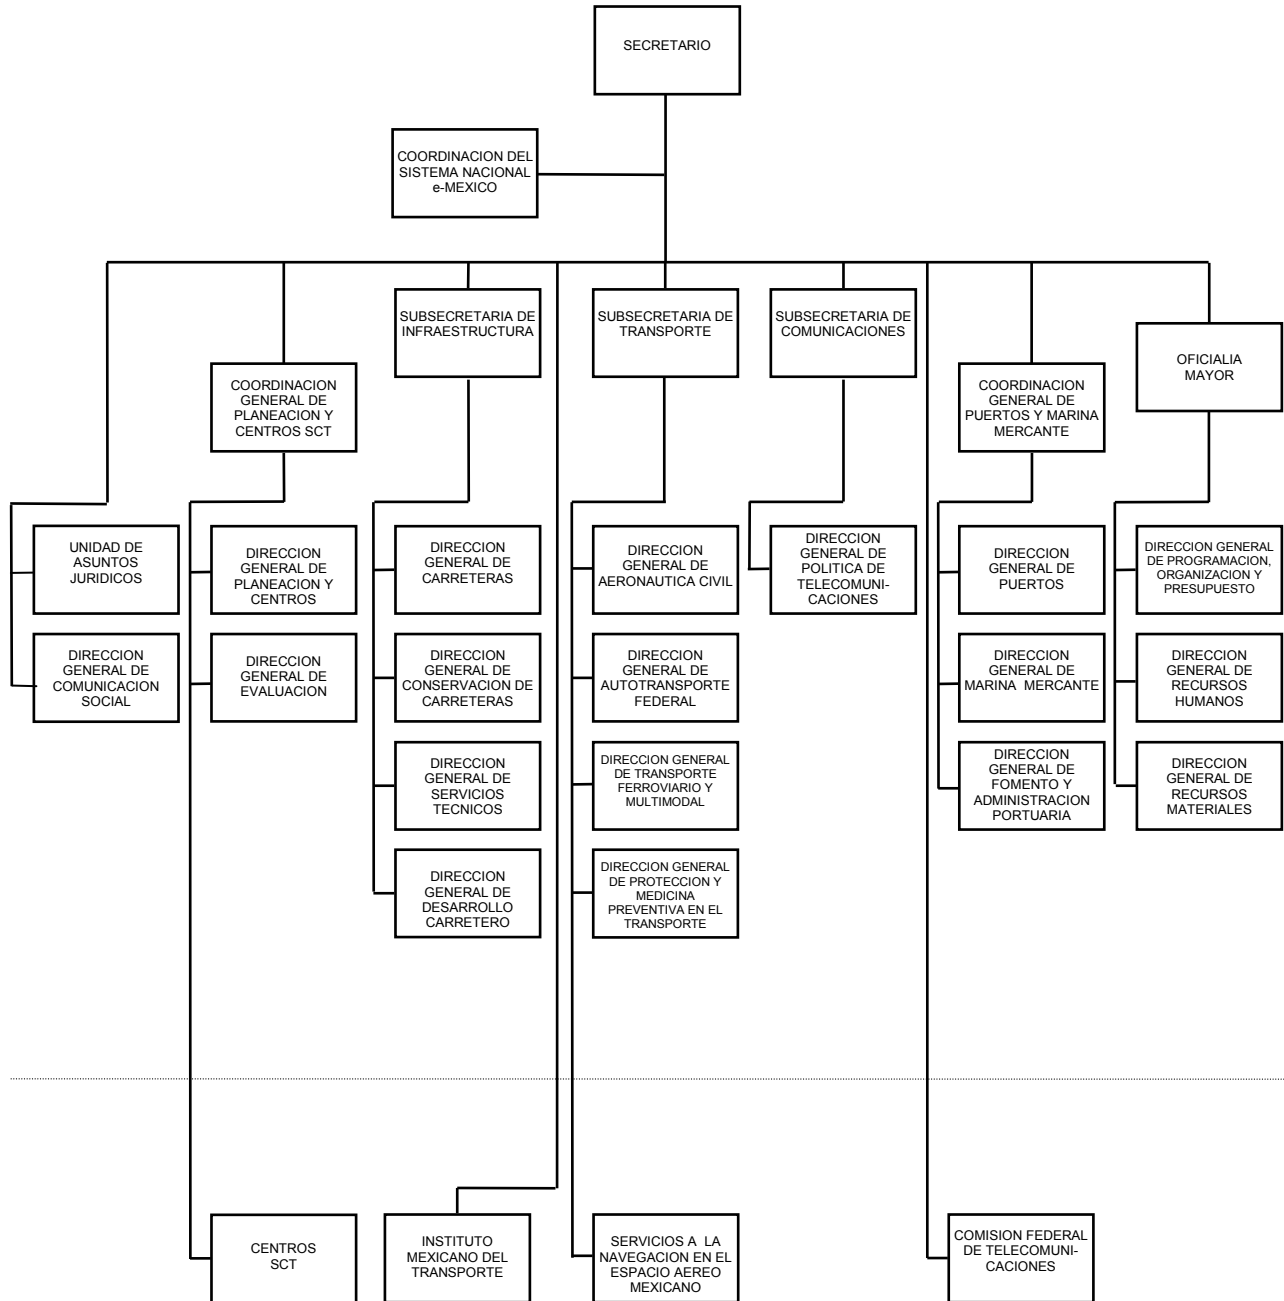 SECRETARIO
COORDINACION DEL
SISTEMA NACIONAL
e-MEXICO
SUBSECRETARIA DE
INFRAESTRUCTURA
SUBSECRETARIA DE
TRANSPORTE
SUBSECRETARIA DE
COMUNICACIONES
COORDINACION
GENERAL DE
PLANEACION Y
CENTROS SCT
COORDINACION
GENERAL DE
PUERTOS Y MARINA
MERCANTE
OFICIALIA
MAYOR
UNIDAD DE
ASUNTOS
JURIDICOS
DIRECCION
GENERAL DE
PLANEACION Y
CENTROS
DIRECCION
GENERAL DE
CARRETERAS
DIRECCION
GENERAL DE
AERONAUTICA CIVIL
DIRECCION
GENERAL DE
POLITICA DE
TELECOMUNI-
CACIONES
DIRECCION
GENERAL DE
PUERTOS
DIRECCION GENERAL
DE PROGRAMACION,
ORGANIZACION Y
PRESUPUESTO
DIRECCION
GENERAL DE
COMUNICACION
SOCIAL
DIRECCION
GENERAL DE
EVALUACION
DIRECCION
GENERAL DE
CONSERVACION DE
CARRETERAS
DIRECCION
GENERAL DE
AUTOTRANSPORTE
FEDERAL
DIRECCION
GENERAL DE
MARINA  MERCANTE
DIRECCION
GENERAL DE
RECURSOS
HUMANOS
DIRECCION
GENERAL DE
SERVICIOS
TECNICOS
DIRECCION GENERAL
DE TRANSPORTE
FERROVIARIO Y
MULTIMODAL
DIRECCION
GENERAL DE
FOMENTO Y
ADMINISTRACION
PORTUARIA
DIRECCION
GENERAL DE
RECURSOS
MATERIALES
DIRECCION
GENERAL DE
DESARROLLO
CARRETERO
DIRECCION GENERAL
DE PROTECCION Y
MEDICINA
PREVENTIVA EN EL
TRANSPORTE
CENTROS
SCT
INSTITUTO
MEXICANO DEL
TRANSPORTE
SERVICIOS A  LA
NAVEGACION EN EL
ESPACIO AEREO
MEXICANO
COMISION FEDERAL
DE TELECOMUNI-
CACIONES